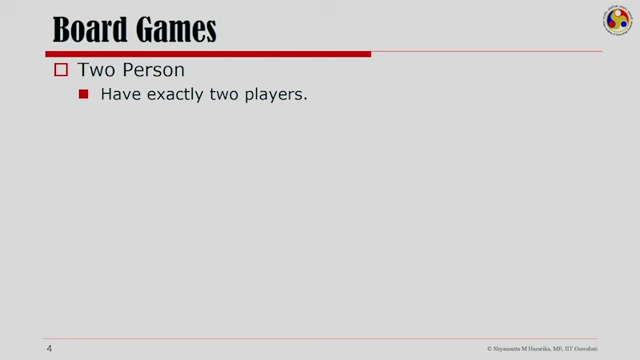 Board Games
Two Person
Have exactly two players.
4
© Shyamanta M Hazarika, ME, IIT Guwahati